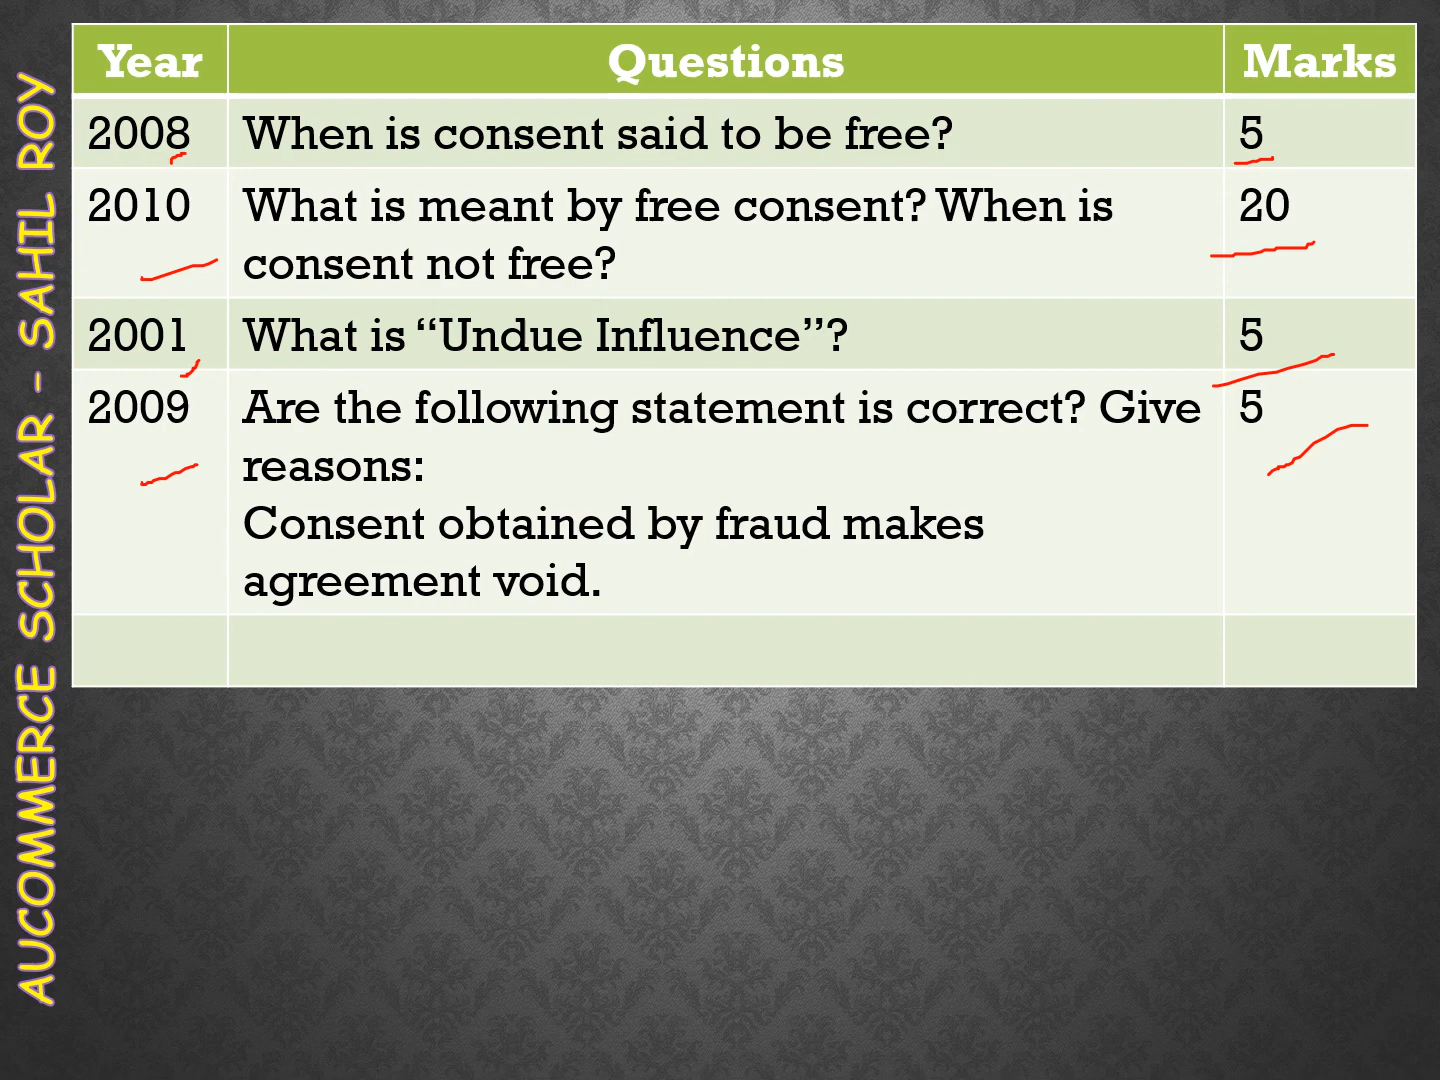 AUCOMMERCE SCHOLAR - SAHIL ROY
Year Questions Marks
2008 When is consent said to be free? 5
2010 What is meant by free consent? When is 20
consent not free?
2001 What is “Undue Influence”? 5
2009 Are the following statement is correct? Give 5
reasons:
Consent obtained by fraud makes
agreement void.